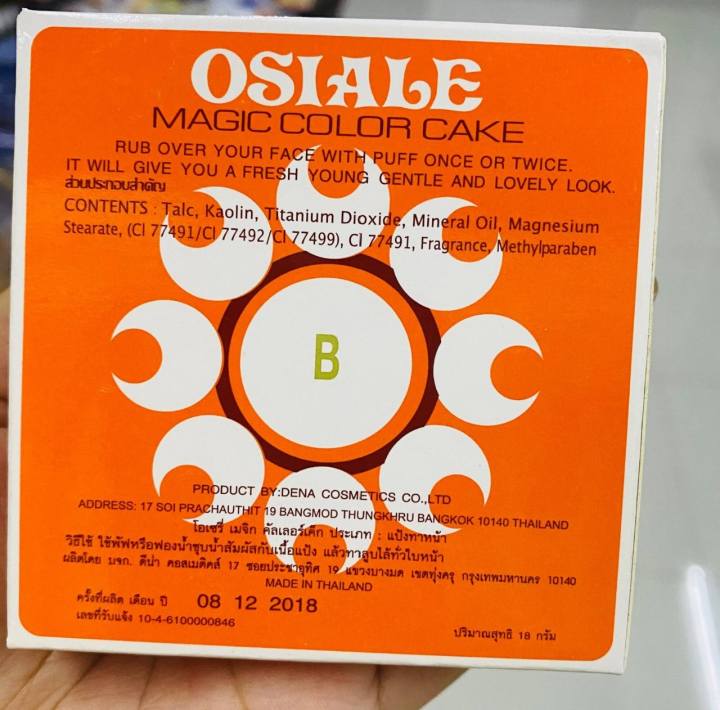 OSIALE
MAGIC COLOR CAKE
RUB OVER YOUR FACE WITH PUFF ONCE OR TWICE.
IT WILL GIVE YOU A FRESH YOUNG GENTLE AND LOVELY LOOK.
ส่วนประกอบสำคัญ
CONTENTS : Talc, Kaolin, Titanium Dioxide, Mineral Oil, Magnesium
Stearate, (Cl 77491/Cl 77492/Cl 77499), Cl 77491, Fragrance, Methylparaben
B
PRODUCT BY:DENA COSMETICS CO.,LTD
ADDRESS: 17 SOI PRACHAUTHIT 19 BANGMOD THUNGKHRU BANGKOK 10140 THAILAND
โอเซรี่ เมจิก คัลเลอร์เค็ก ประเภท : แป้งทาหน้า
วิธีใช้ ใช้พัฟหรือฟองน้ำชุบน้ำสัมผัสกับเนื้อแป้ง แล้วทาลูบไล้ทั่วใบหน้า
ผลิตโดย บจก. ดีน่า คอสเมติคส์ 17 ซอยประชาอุทิศ 19 แขวงบางมด เขตทุ่งครุ กรุงเทพมหานคร 10140
MADE IN THAILAND
ครั้งที่ผลิต เดือน ปี 08 12 2018
เลขที่รับแจ้ง 10-4-6100000846
ปริมาณสุทธิ 18 กรัม